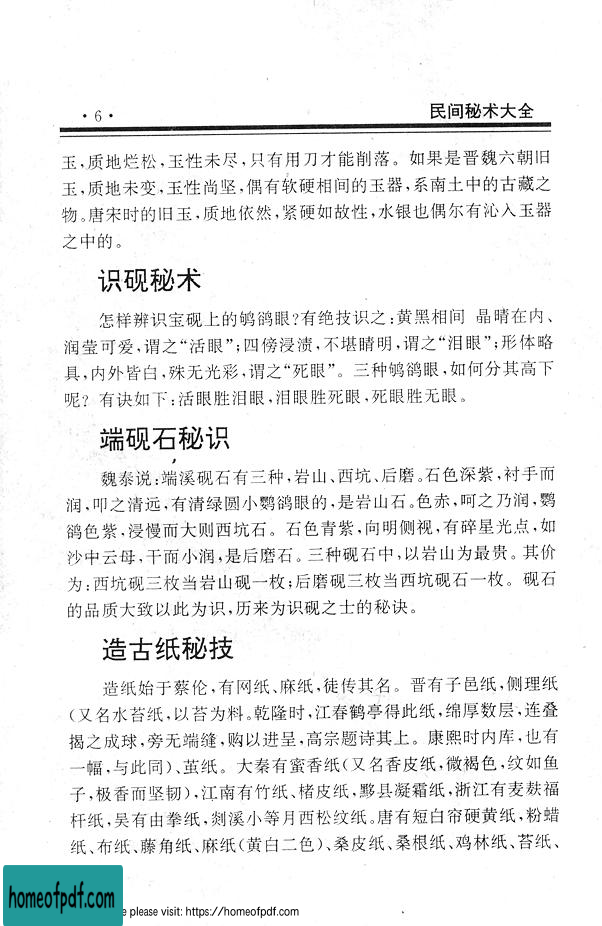 ·6·
民间秘术大全
玉,质地烂松,玉性未尽,只有用刀才能削落。如果是晋魏六朝旧
玉,质地未变,玉性尚坚,偶有软硬相间的玉器,系南土中的古藏之
物。唐宋时的旧玉,质地依然,紧硬如故性,水银也偶尔有沁入玉器
之中的。
识砚秘术
怎样辨识宝砚上的鸲鹆眼?有绝技识之:黄黑相间 晶晴在内、
润莹可爱,谓之“活眼”;四傍浸渍,不堪睛明,谓之“泪眼”;形体略
具,内外皆白,殊无光彩,谓之“死眼”。三种鸲鹆眼,如何分其高下
呢? 有诀如下:活眼胜泪眼,泪眼胜死眼,死眼胜无眼。
端砚石秘识
魏泰说:端溪砚石有三种,岩山、西坑、后磨。石色深紫,衬手而
润,叩之清远,有清绿圆小鹦鹆眼的,是岩山石。色赤,呵之乃润,鹦
鹆色紫,浸慢而大则西坑石。石色青紫,向明侧视,有碎星光点,如
沙中云母,干而小润,是后磨石。三种砚石中,以岩山为最贵。其价
为:西坑砚三枚当岩山砚一枚;后磨砚三枚当西坑砚石一枚。砚石
的品质大致以此为识,历来为识砚之士的秘诀。
造古纸秘技
造纸始于蔡伦,有网纸、麻纸,徒传其名。晋有子邑纸,侧理纸
(又名水苔纸,以苔为料。乾隆时,江春鹤亭得此纸,绵厚数层,连叠
揭之成球,旁无端缝,购以进呈,高宗题诗其上。康熙时内库,也有
一幅,与此同)、茧纸。大秦有蜜香纸(又名香皮纸,微褐色,纹如鱼
子,极香而坚韧),江南有竹纸、楮皮纸,黟县凝霜纸,浙江有麦麸福
杆纸,吴有由拳纸,剡溪小等月西松纹纸。唐有短白帘硬黄纸,粉蜡
纸、布纸、藤角纸、麻纸(黄白二色)、桑皮纸、桑根纸、鸡林纸、苔纸、
homeofpdf.com
e please visit: https://homeofpdf.com